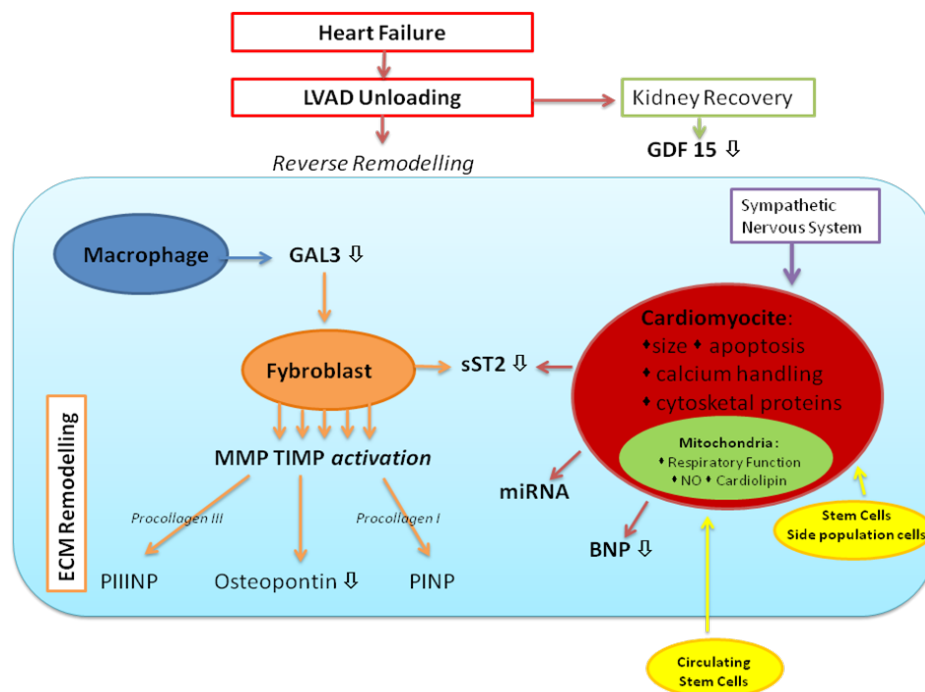 Heart Failure
LVAD Unloading
Kidney Recovery
GDF 15 ⇩
Reverse Remodelling
Sympathetic
Nervous System
Macrophage
GAL3 ⇩
Cardiomyocite:
♦size ♦ apoptosis
♦ calcium handling
♦ cytosketal proteins
Fybroblast
sST2 ⇩
Mitochondria:
♦ Respiratory Function
♦ NO ♦ Cardiolipin
ECM Remodelling
MMP TIMP activation
miRNA
Procollagen III
Procollagen I
BNP ⇩
Stem Cells
Side population cells
PIIINP
Osteopontin ⇩
PINP
Circulating
Stem Cells